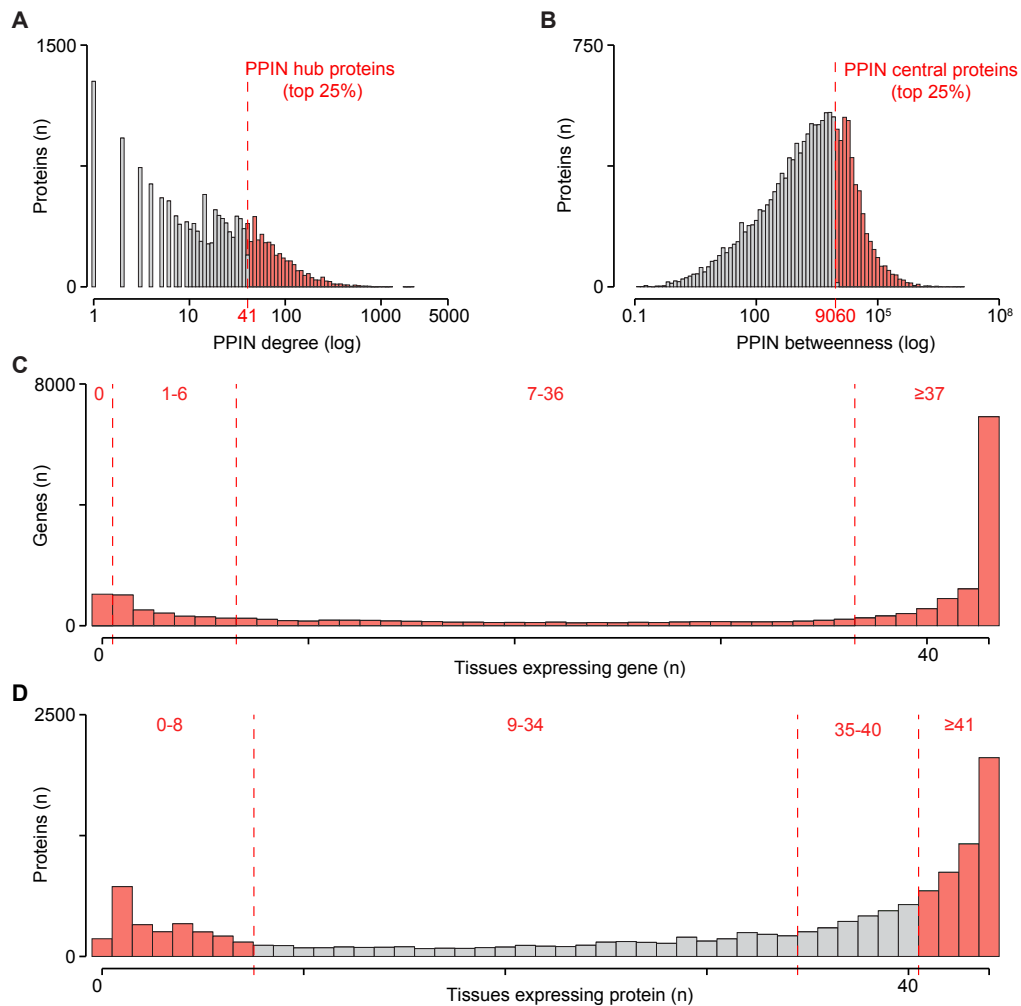 A
1500
Proteins (n)
0
PPIN hub proteins
(top 25%)
1
10
41
100
1000
5000
PPIN degree (log)
B
750
Proteins (n)
0
PPIN central proteins
(top 25%)
0.1
100
9060
10⁵
10⁸
PPIN betweenness (log)
C
8000
Genes (n)
0
0
1-6
7-36
≥37
0
40
Tissues expressing gene (n)
D
2500
Proteins (n)
0
0-8
9-34
35-40
≥41
0
40
Tissues expressing protein (n)